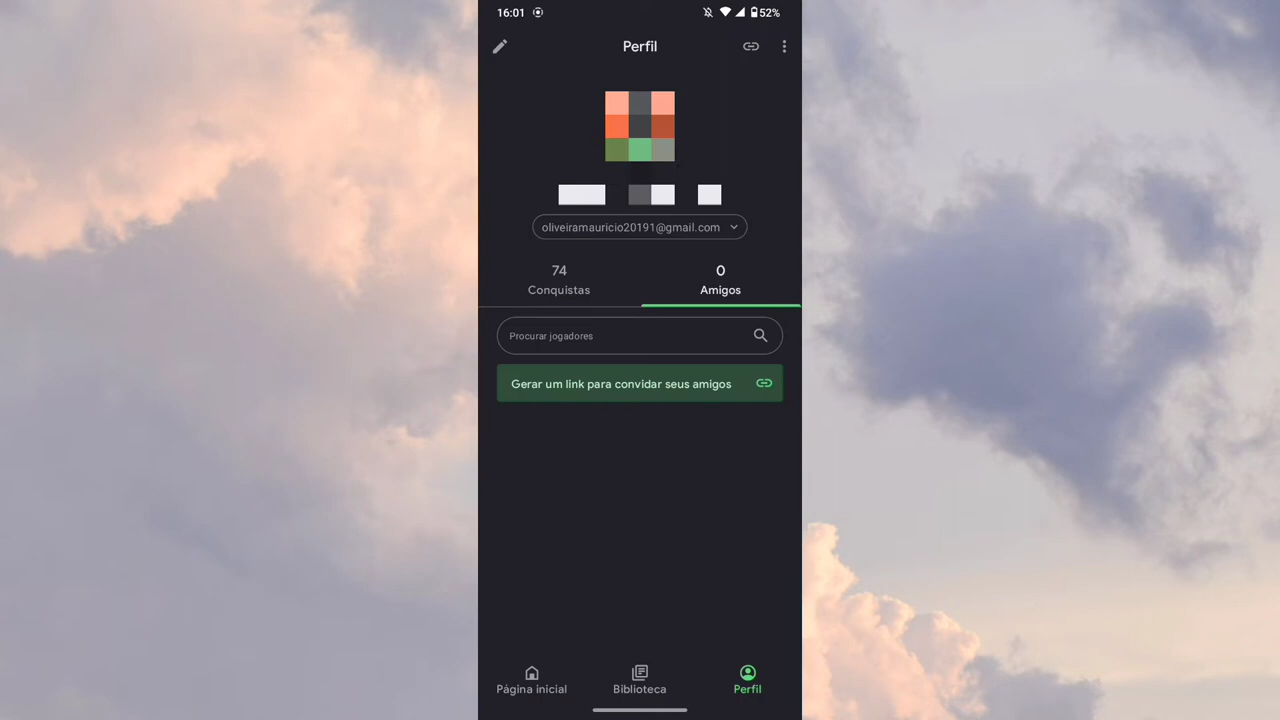 16:01
52%
Perfil
oliveiramauricio20191@gmail.com
74
Conquistas
0
Amigos
Procurar jogadores
Gerar um link para convidar seus amigos
Página inicial
Biblioteca
Perfil